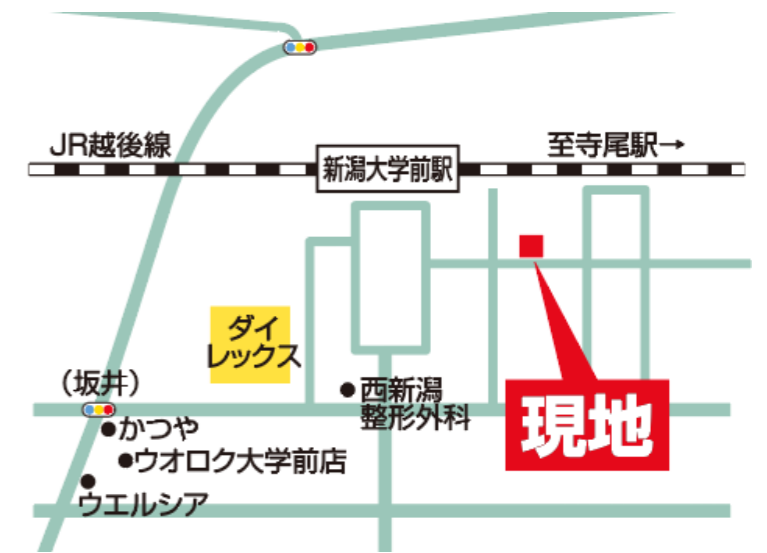 JR越後線
新潟大学前駅
至寺尾駅→
ダイ
レックス
（坂井）
西新潟
整形外科
現地
かつや
ウオロク大学前店
ウエルシア